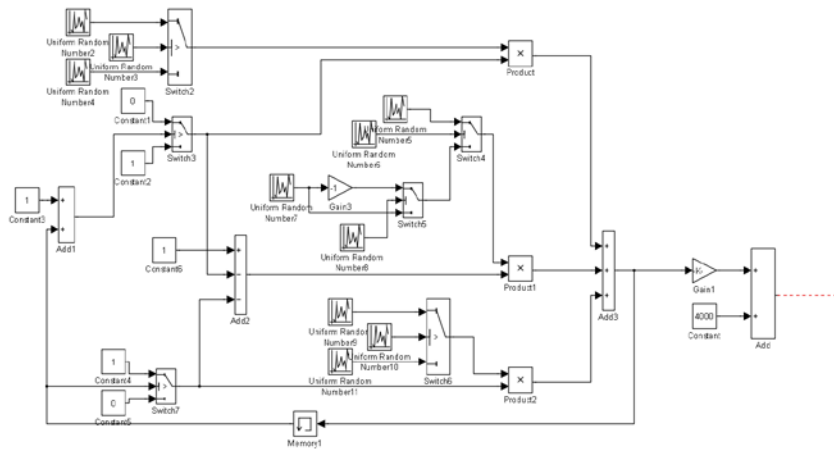 Uniform Random
Number2
>
Uniform Random
Number3
Uniform Random
Number4
Switch2
×
Product
0
Constant1
>
Switch3
1
Constant2
Uniform Random
Number5
Uniform Random
Number6
Switch4
Uniform Random
Number7
-1
Gain3
Switch5
Uniform Random
Number8
1
Constant3
+
+
Add1
1
Constant6
+
−
−
Add2
×
Product1
+
+
+
Add3
Gain1
4000
Constant
+
+
Add
Uniform Random
Number9
>
Uniform Random
Number10
Uniform Random
Number11
Switch6
×
Product2
1
Constant4
>
Switch7
0
Constant5
Memory1